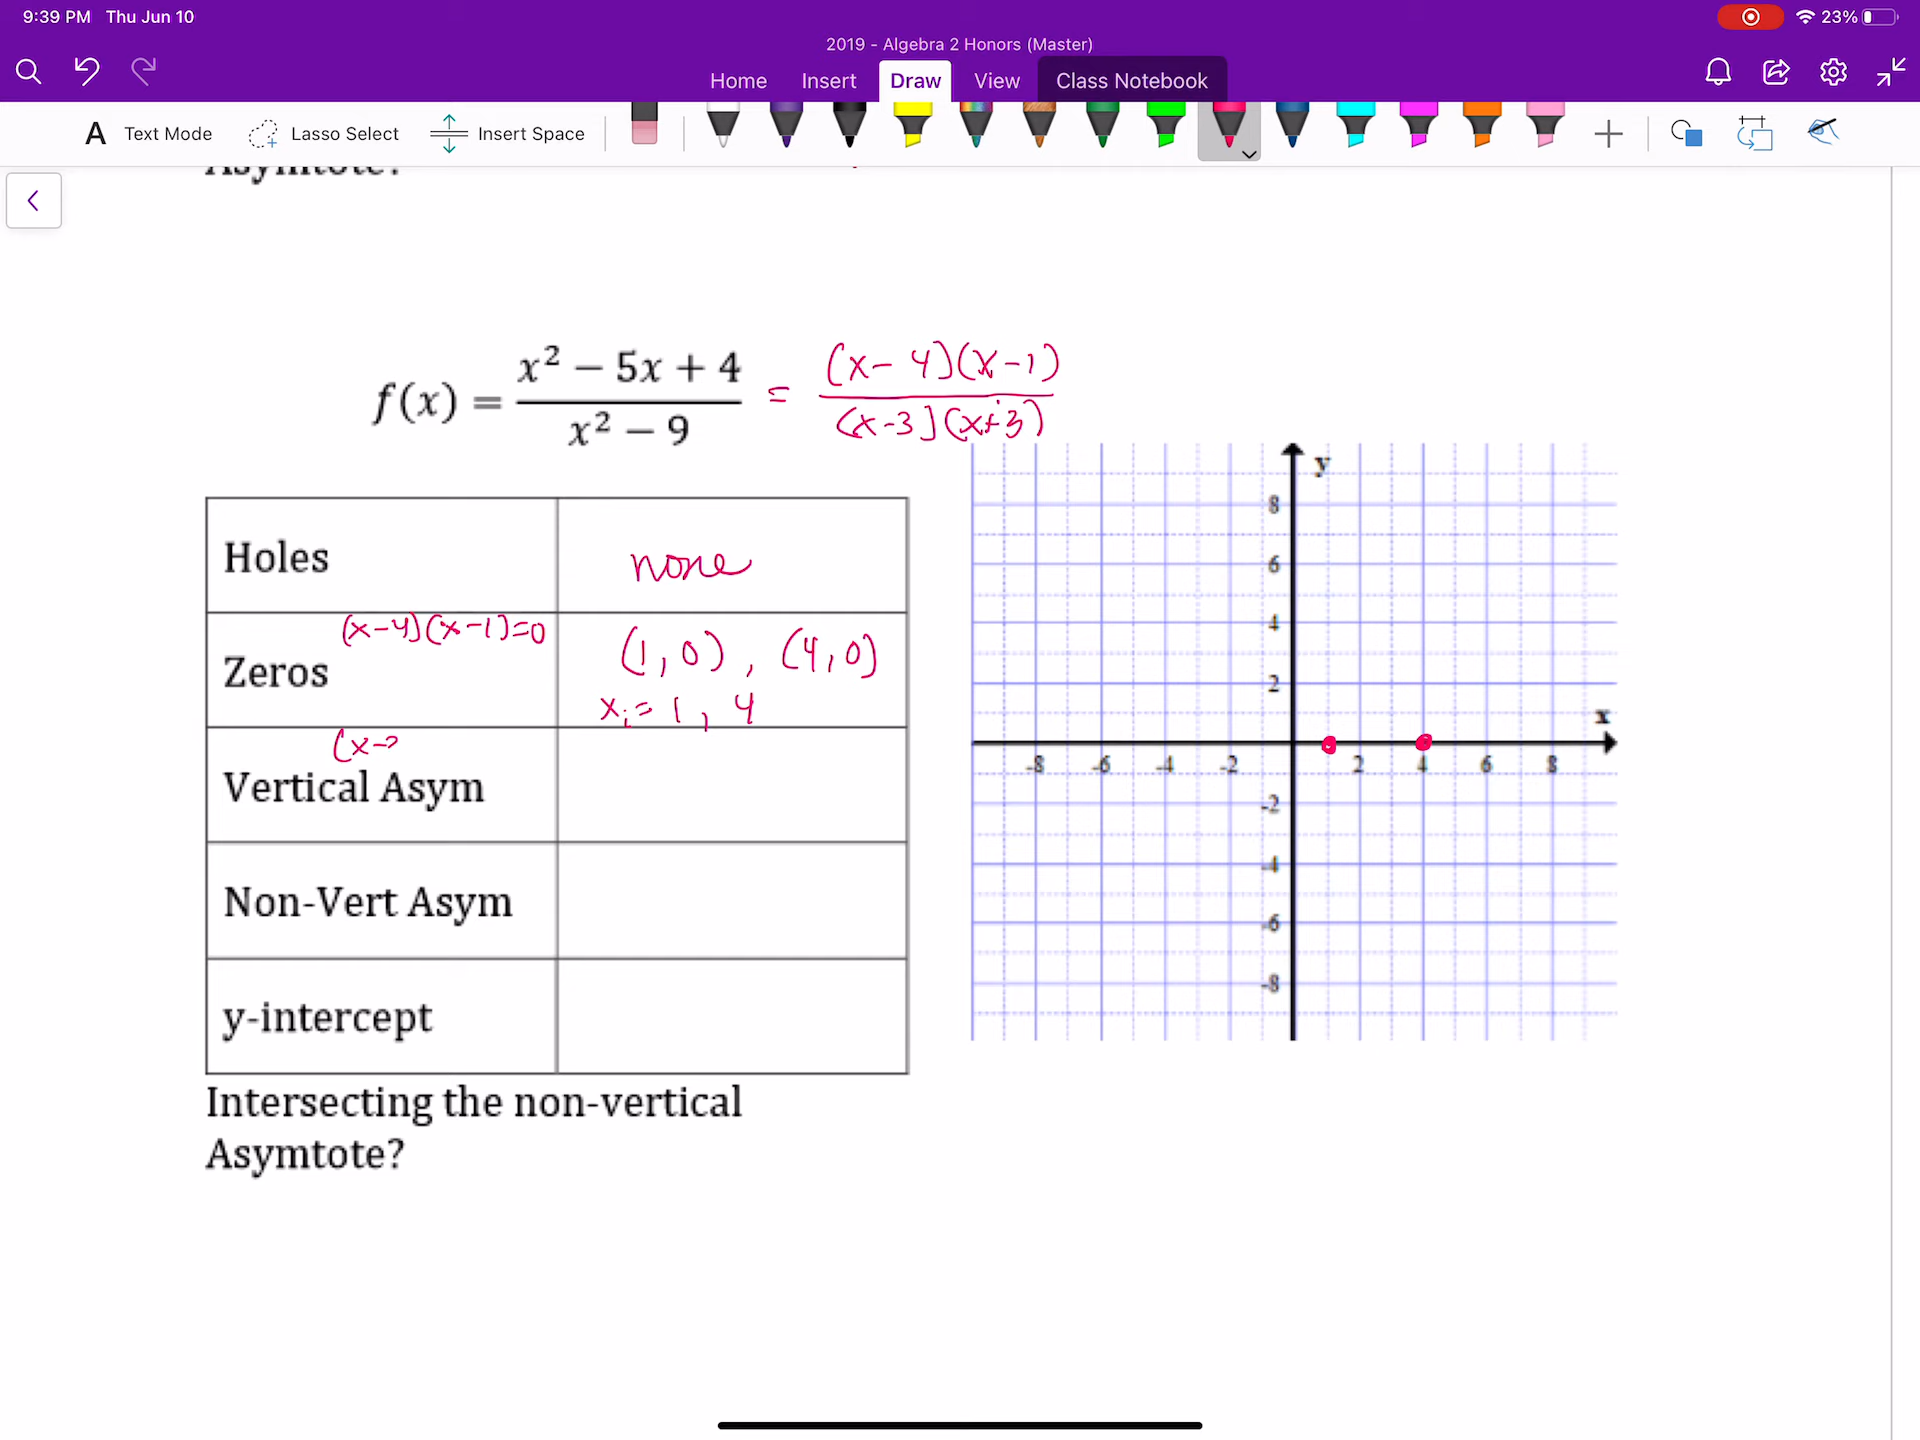 9:39 PM Thu Jun 10
23%
2019 - Algebra 2 Honors (Master)
Home Insert Draw View Class Notebook
A Text Mode Lasso Select Insert Space
Asymtote?
f(x) = (x² − 5x + 4)/(x² − 9) = ((x-4)(x-1))/((x-3)(x+3))
Holes none
(x-4)(x-1)=0
Zeros (1,0), (4,0)
x; = 1, 4
(x-
Vertical Asym
Non-Vert Asym
y-intercept
Intersecting the non-vertical
Asymtote?
y
8
6
4
2
x
-8 -6 -4 -2 2 4 6 8
-2
-4
-6
-8